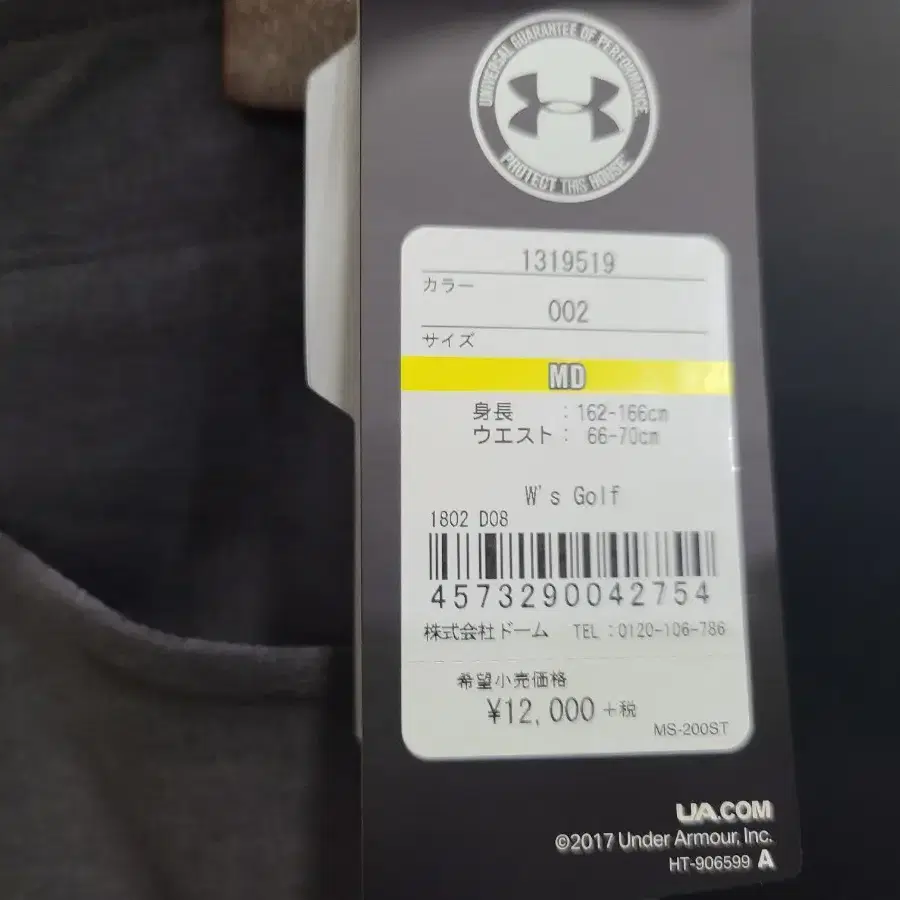 UNIVERSAL GUARANTEE OF PERFORMANCE
PROTECT THIS HOUSE
1319519
カラー
002
サイズ
MD
身長 : 162-166cm
ウエスト : 66-70cm
W's Golf
1802 D08
4573290042754
株式会社ドーム TEL : 0120-106-786
希望小売価格
¥12,000 +税
MS-200ST
UA.COM
©2017 Under Armour, Inc.
HT-906599 A